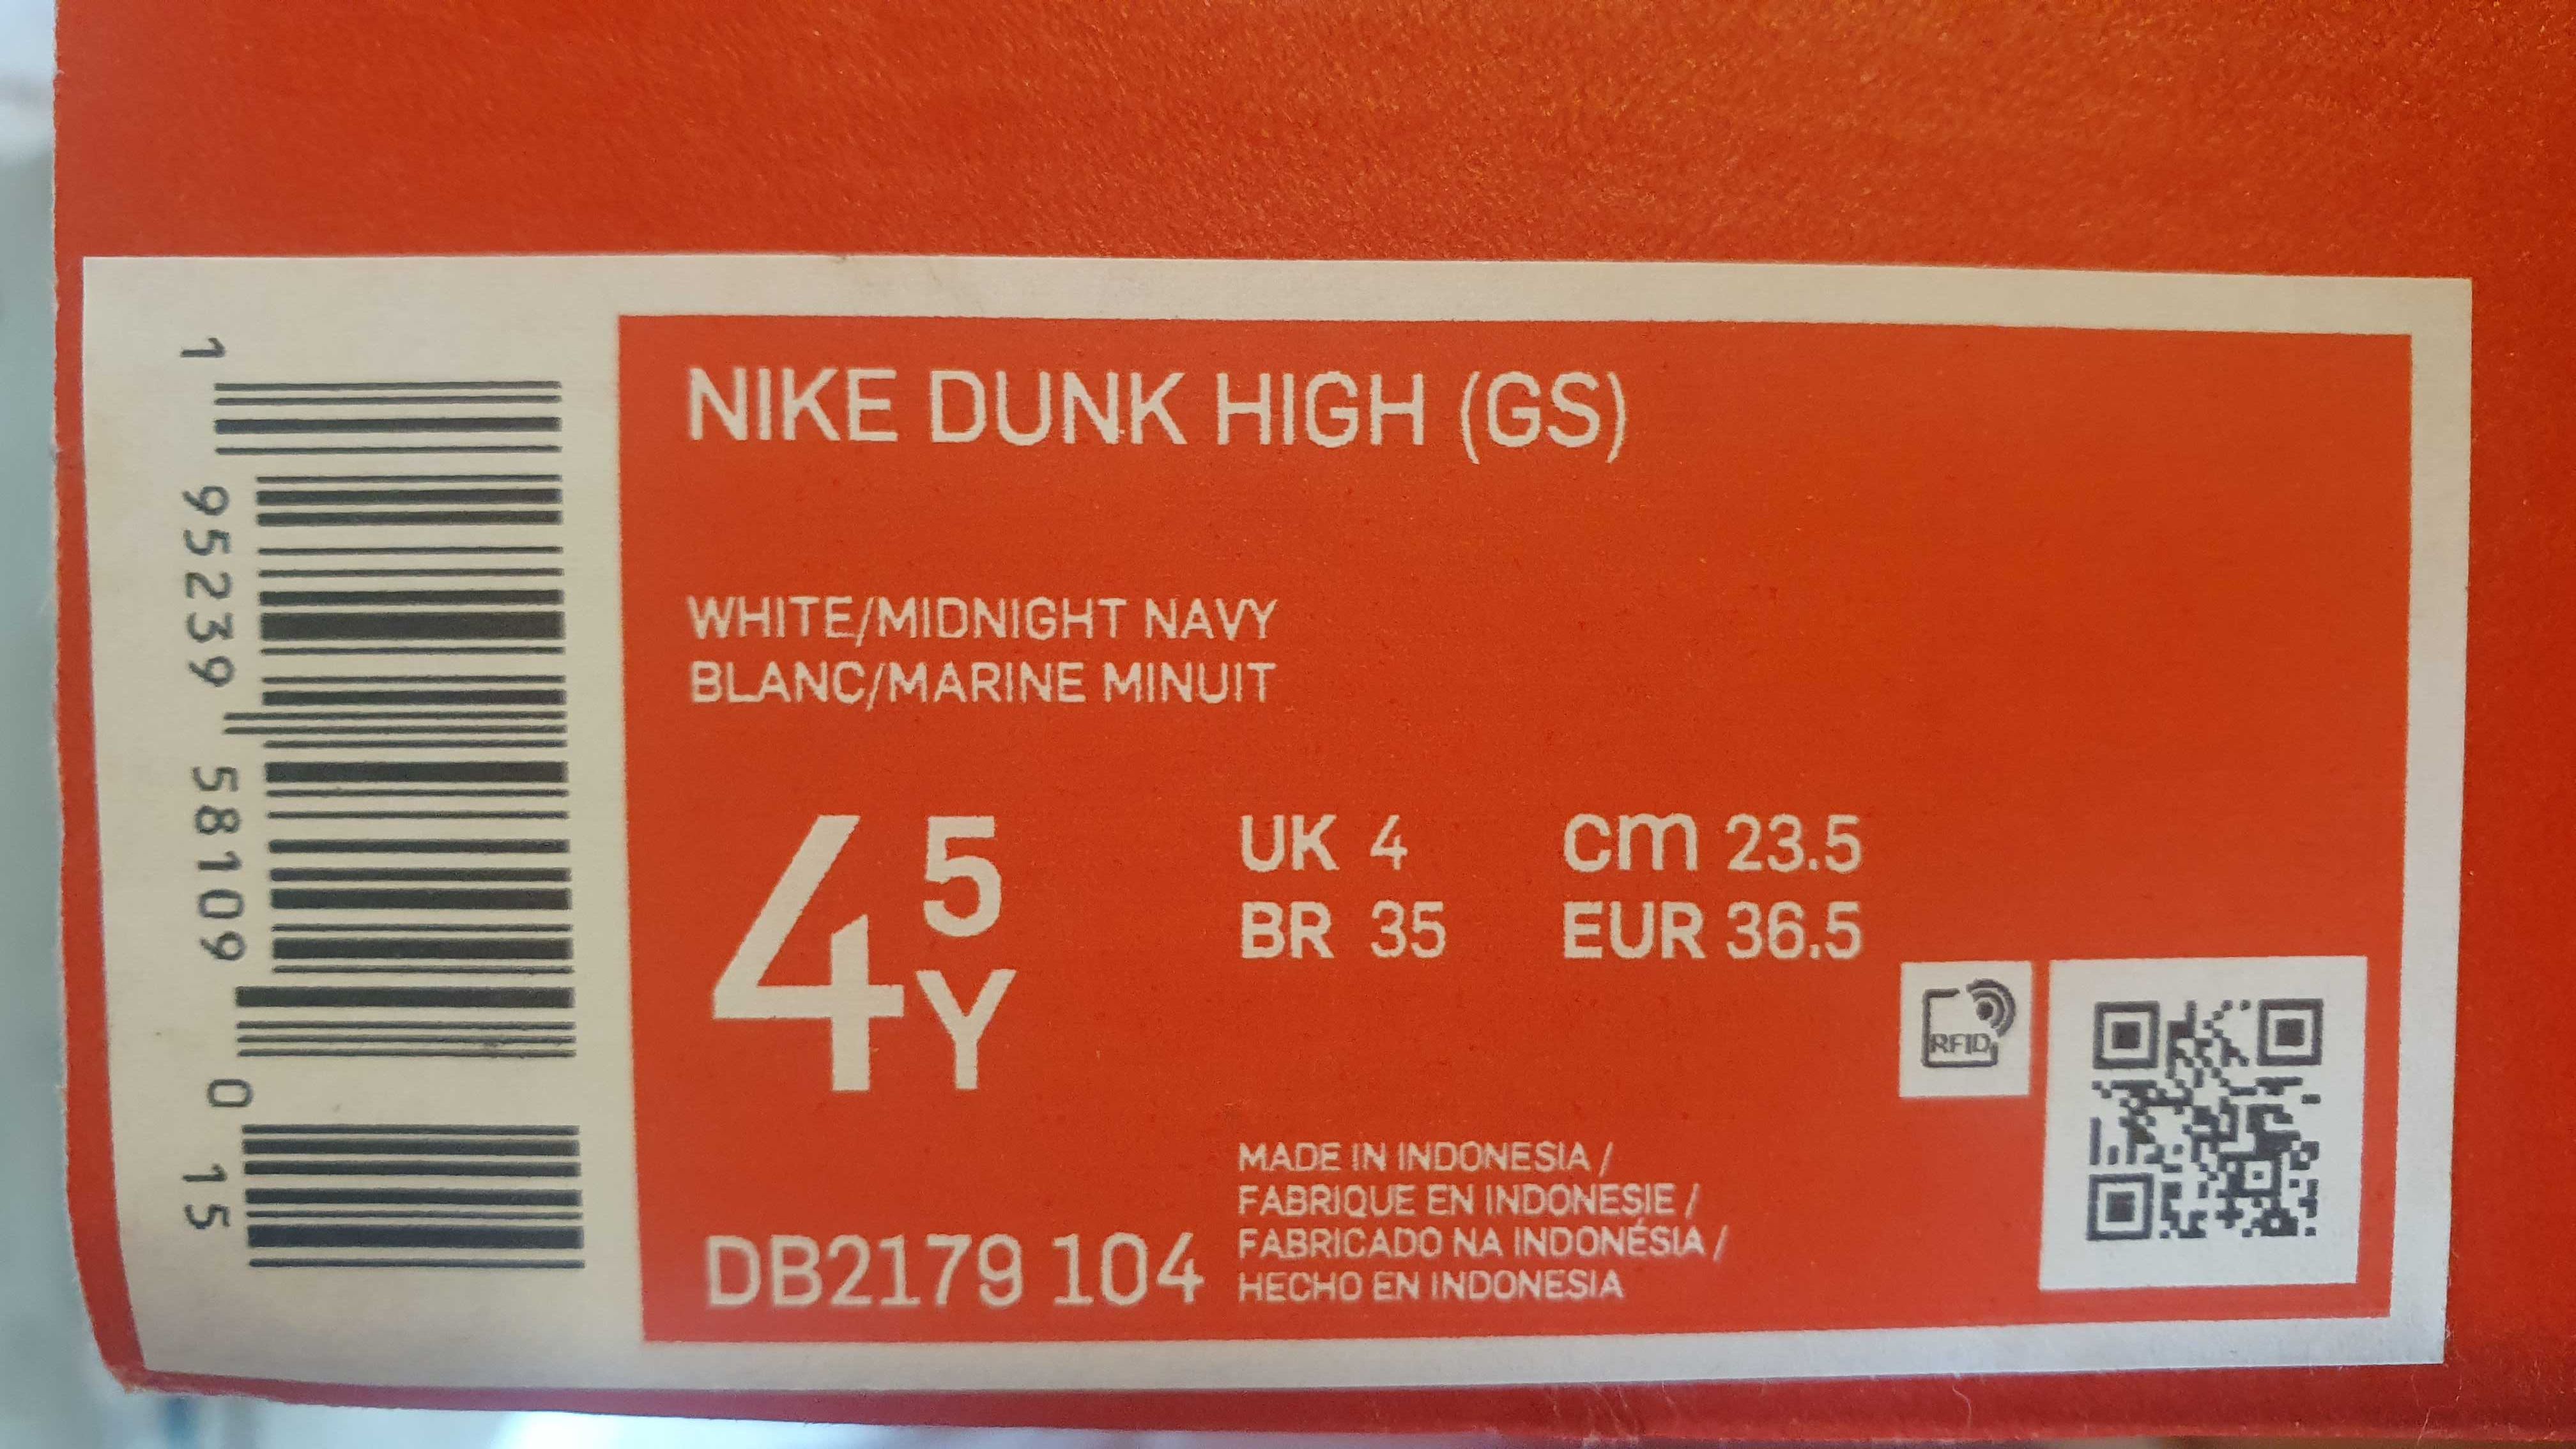 1 95239 58109 0 15
NIKE DUNK HIGH (GS)
WHITE/MIDNIGHT NAVY
BLANC/MARINE MINUIT
4 5 Y
UK 4 cm 23.5
BR 35 EUR 36.5
RFID
MADE IN INDONESIA /
FABRIQUE EN INDONESIE /
FABRICADO NA INDONÉSIA /
HECHO EN INDONESIA
DB2179 104